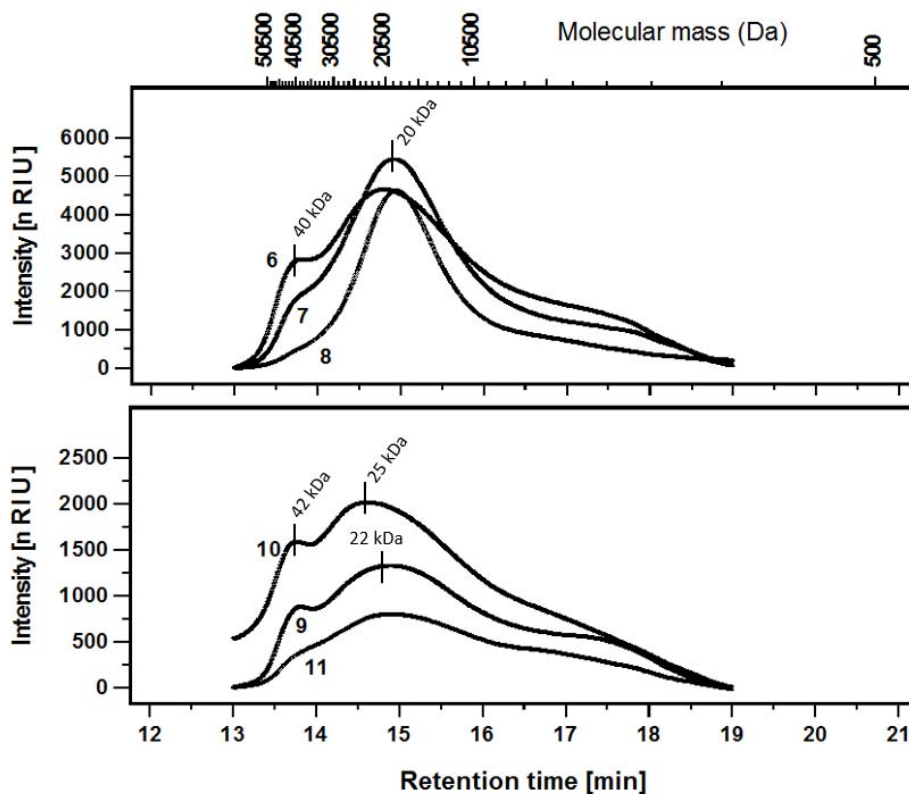 Molecular mass (Da)
50500 40500 30500 20500 10500 500
6000
5000
4000
3000
2000
1000
0
Intensity [n RIU]
40 kDa
20 kDa
6
7
8
2500
2000
1500
1000
500
0
Intensity [n RIU]
42 kDa
25 kDa
22 kDa
10
9
11
12 13 14 15 16 17 18 19 20 21
Retention time [min]